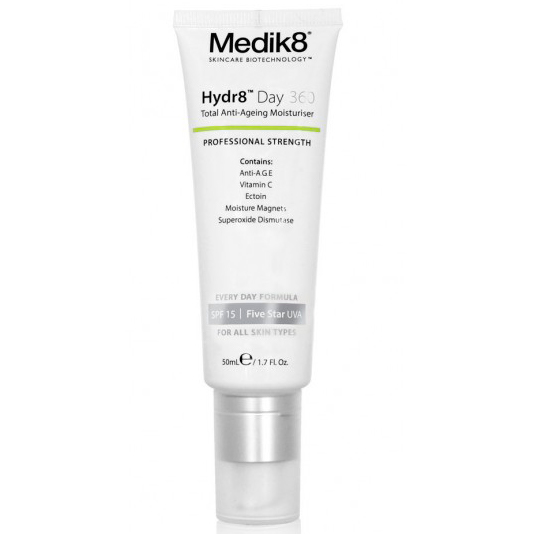 Medik8®
SKINCARE BIOTECHNOLOGY™
Hydr8™ Day 360
Total Anti-Ageing Moisturiser
PROFESSIONAL STRENGTH
Contains:
Anti-A.G.E
Vitamin C
Ectoin
Moisture Magnets
Superoxide Dismutase
EVERY DAY FORMULA
SPF 15 | Five Star UVA
FOR ALL SKIN TYPES
50mL℮/1.7 Fl. Oz.